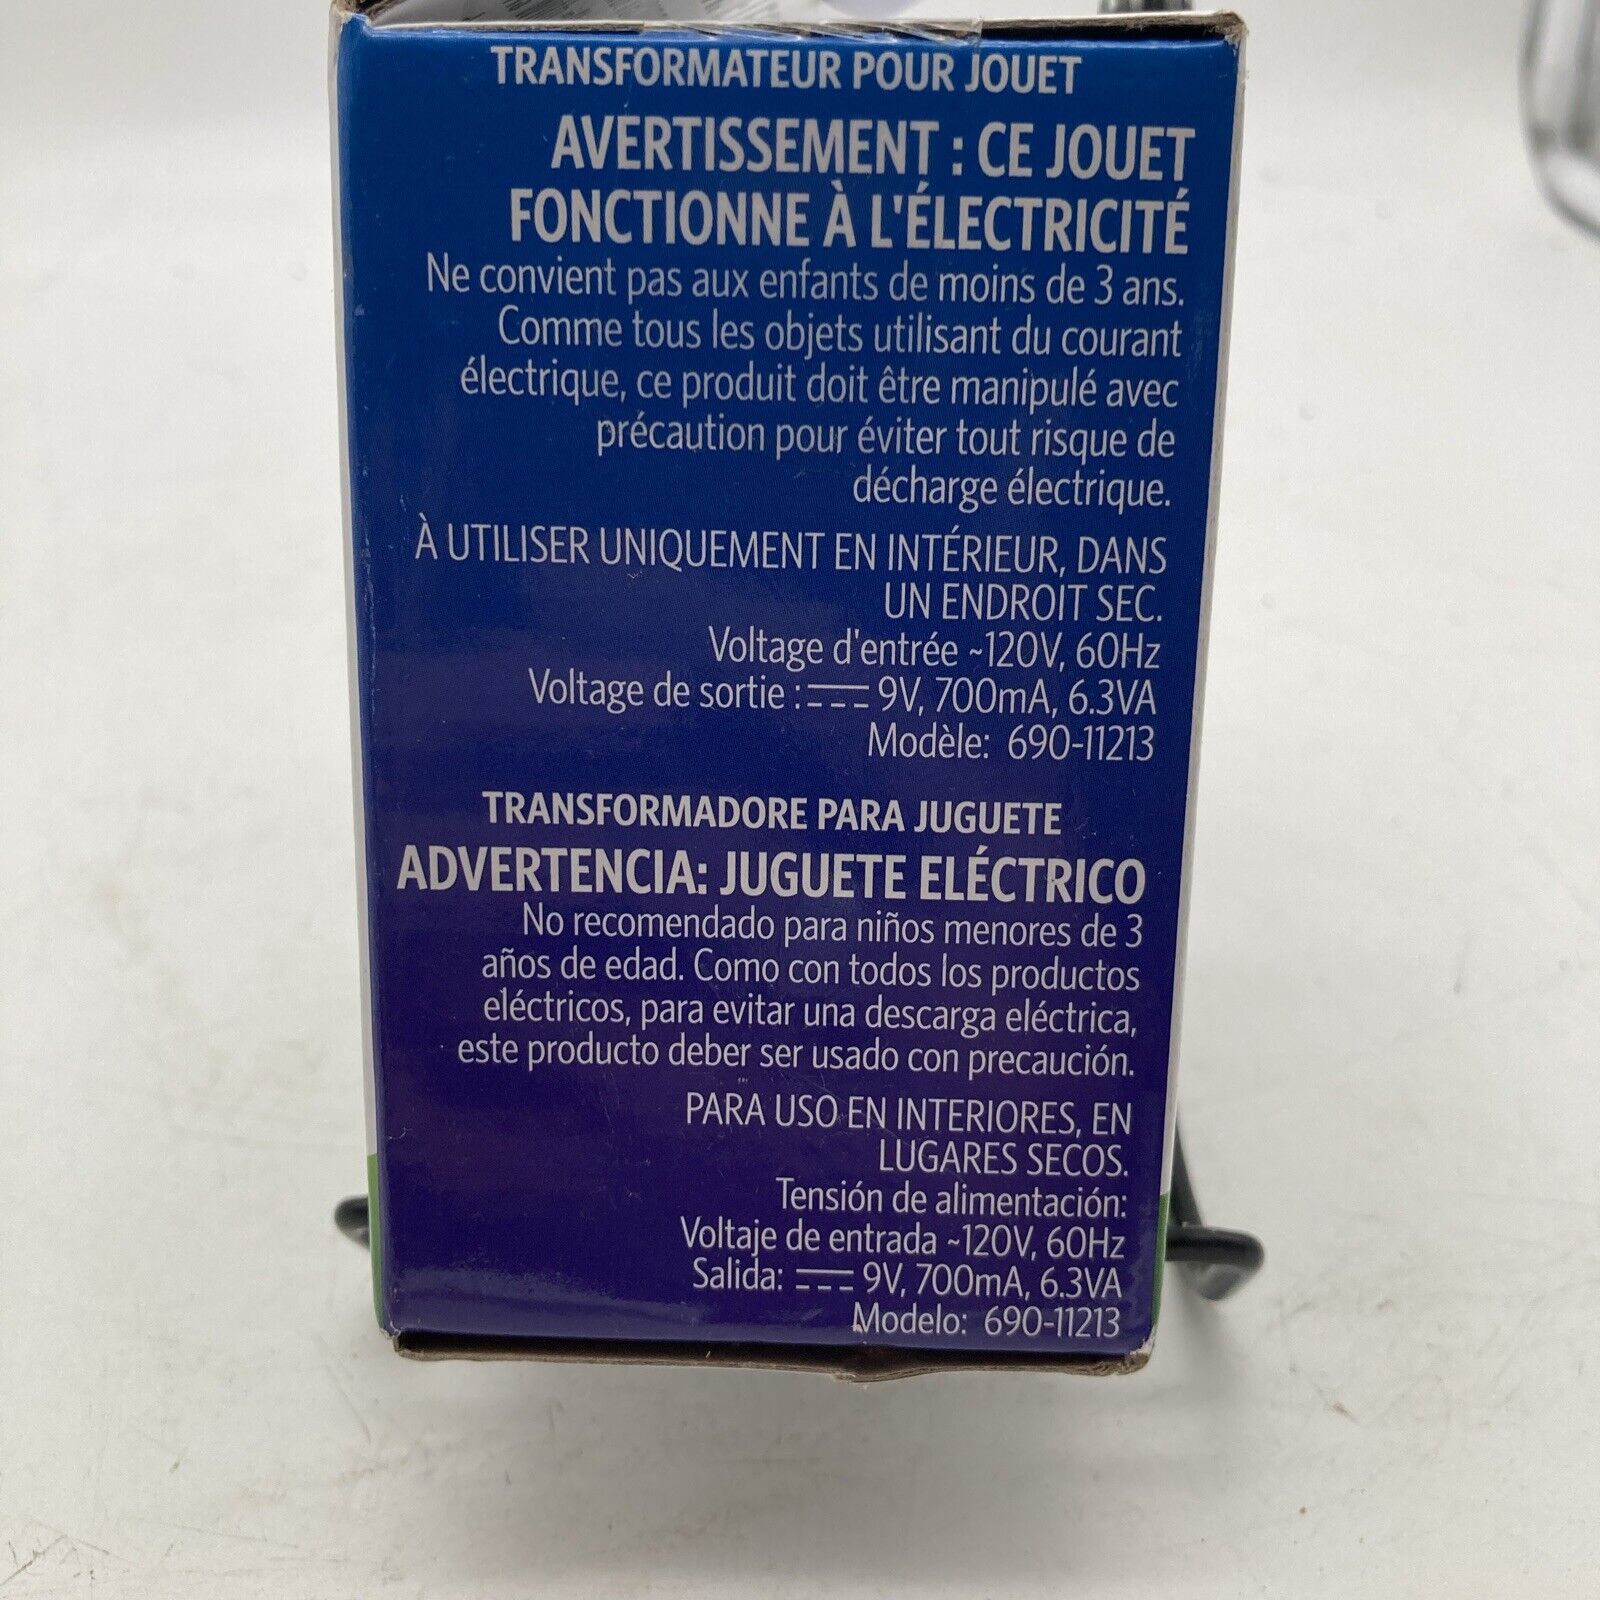 TRANSFORMATEUR POUR JOUET
AVERTISSEMENT : CE JOUET
FONCTIONNE À L'ÉLECTRICITÉ
Ne convient pas aux enfants de moins de 3 ans.
Comme tous les objets utilisant du courant
électrique, ce produit doit être manipulé avec
précaution pour éviter tout risque de
décharge électrique.
À UTILISER UNIQUEMENT EN INTÉRIEUR, DANS
UN ENDROIT SEC.
Voltage d'entrée ~120V, 60Hz
Voltage de sortie : ⎓ 9V, 700mA, 6.3VA
Modèle: 690-11213
TRANSFORMADORE PARA JUGUETE
ADVERTENCIA: JUGUETE ELÉCTRICO
No recomendado para niños menores de 3
años de edad. Como con todos los productos
eléctricos, para evitar una descarga eléctrica,
este producto deber ser usado con precaución.
PARA USO EN INTERIORES, EN
LUGARES SECOS.
Tensión de alimentación:
Voltaje de entrada ~120V, 60Hz
Salida: ⎓ 9V, 700mA, 6.3VA
Modelo: 690-11213